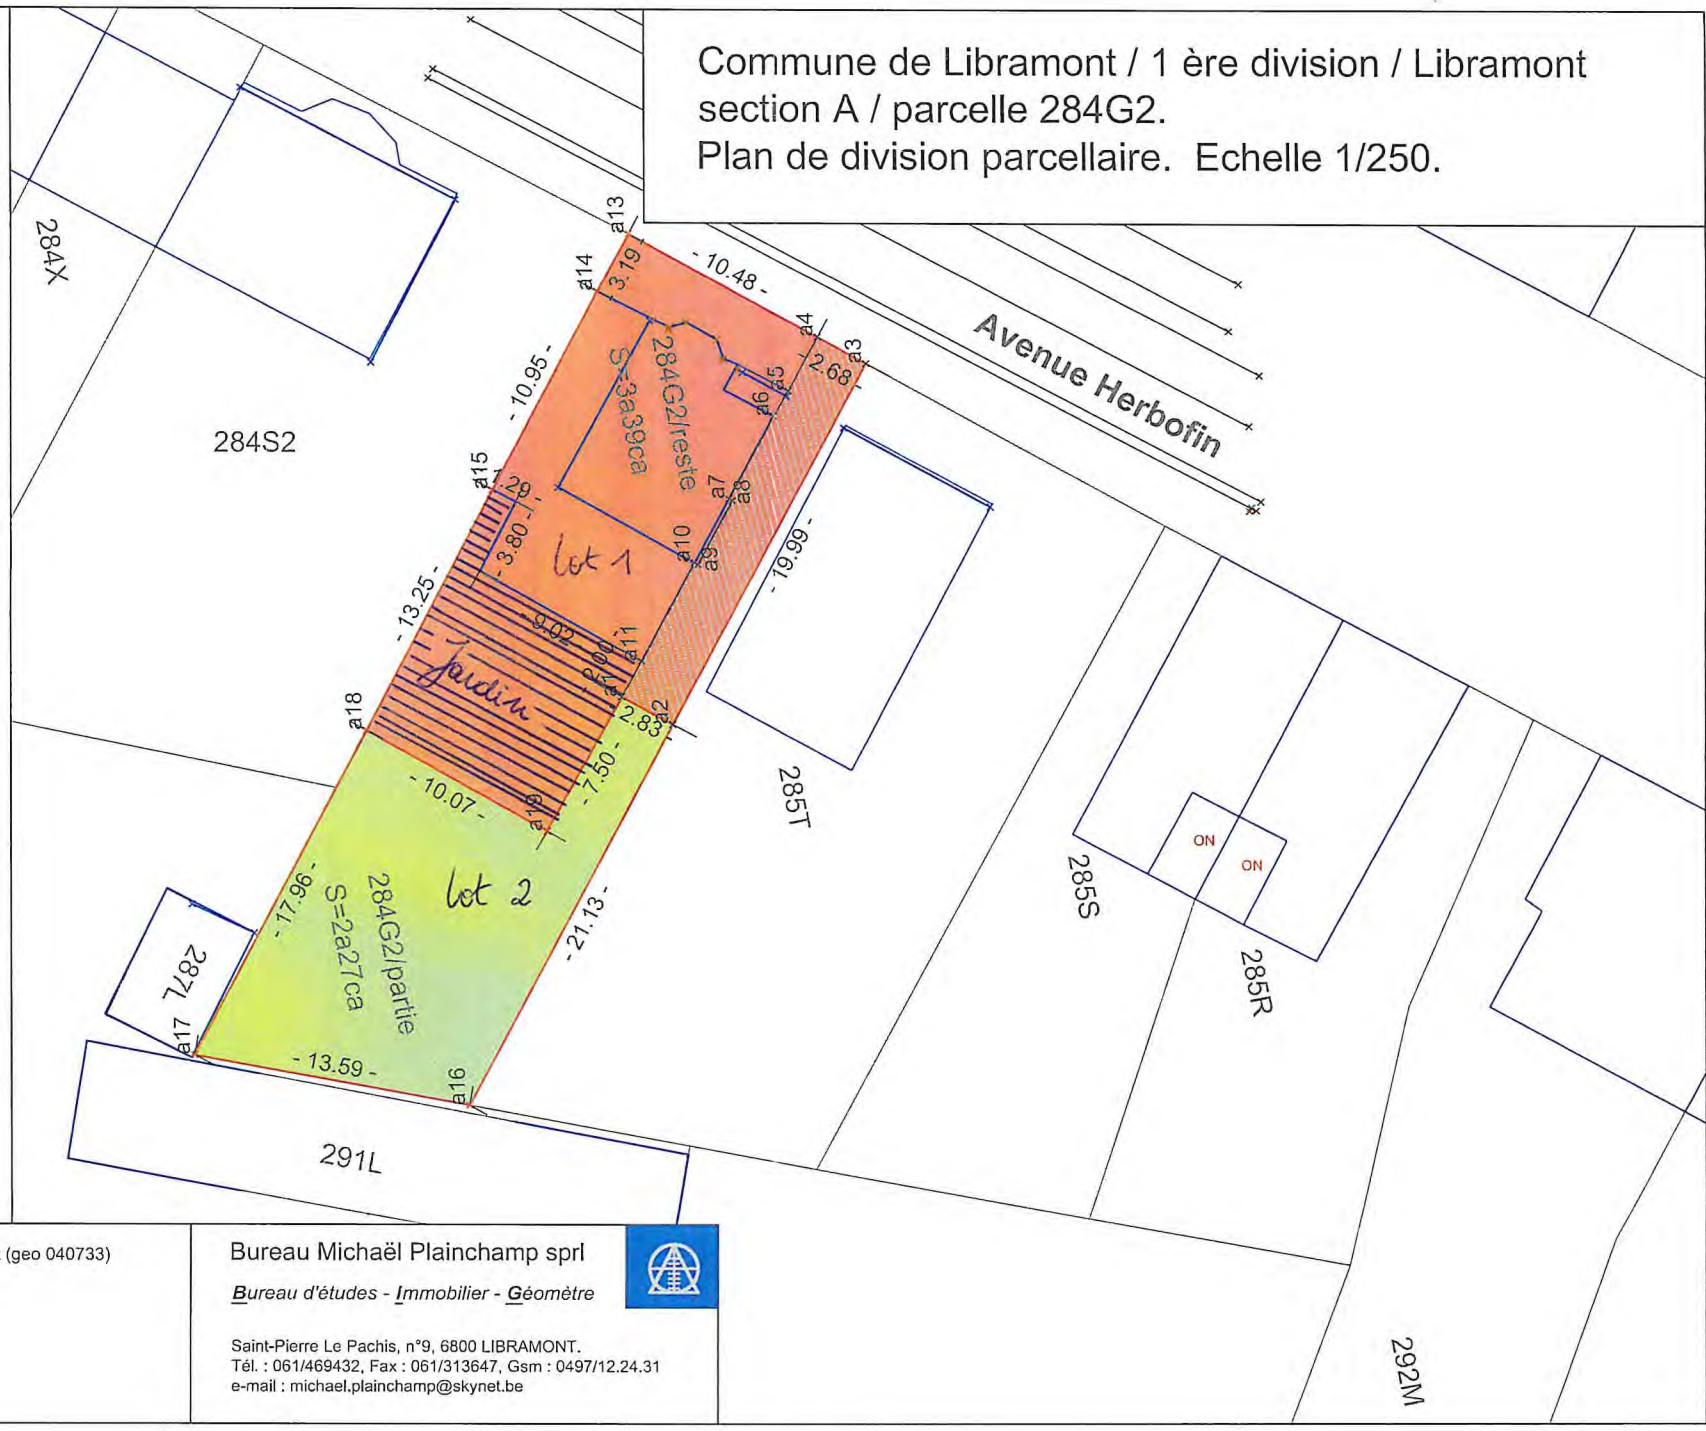 Commune de Libramont / 1 ère division / Libramont
section A / parcelle 284G2.
Plan de division parcellaire. Echelle 1/250.
284X
284S2
a13
a14
- 3.19 -
- 10.48 -
a4
a3
- 2.68 -
Avenue Herbofin
- 10.95 -
284G2/reste
S=3a39ca
a5
a6
a15
- 3.80 -
a7
a8
a10
a9
lot 1
- 19.99 -
- 13.25 -
- 9.02 -
a11
- 2.00 -
jardin
a18
a2
2.83
- 7.50 -
- 10.07 -
a19
285T
285S
ON
ON
285R
- 17.96 -
lot 2
284G2/partie
S=2a27ca
- 21.13 -
287L
a17
- 13.59 -
a16
291L
292M
(geo 040733)
Bureau Michaël Plainchamp sprl
Bureau d'études - Immobilier - Géomètre
Saint-Pierre Le Pachis, n°9, 6800 LIBRAMONT.
Tél. : 061/469432, Fax : 061/313647, Gsm : 0497/12.24.31
e-mail : michael.plainchamp@skynet.be